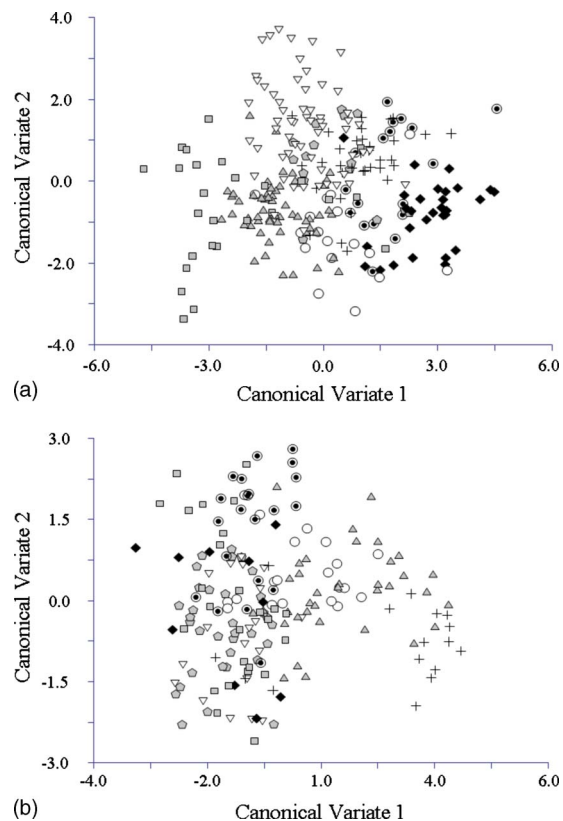 4.0
2.0
0.0
-2.0
-4.0
Canonical Variate 2
-6.0 -3.0 0.0 3.0 6.0
(a) Canonical Variate 1
3.0
1.5
0.0
-1.5
-3.0
Canonical Variate 2
-4.0 -2.0 1.0 4.0 6.0
(b) Canonical Variate 1